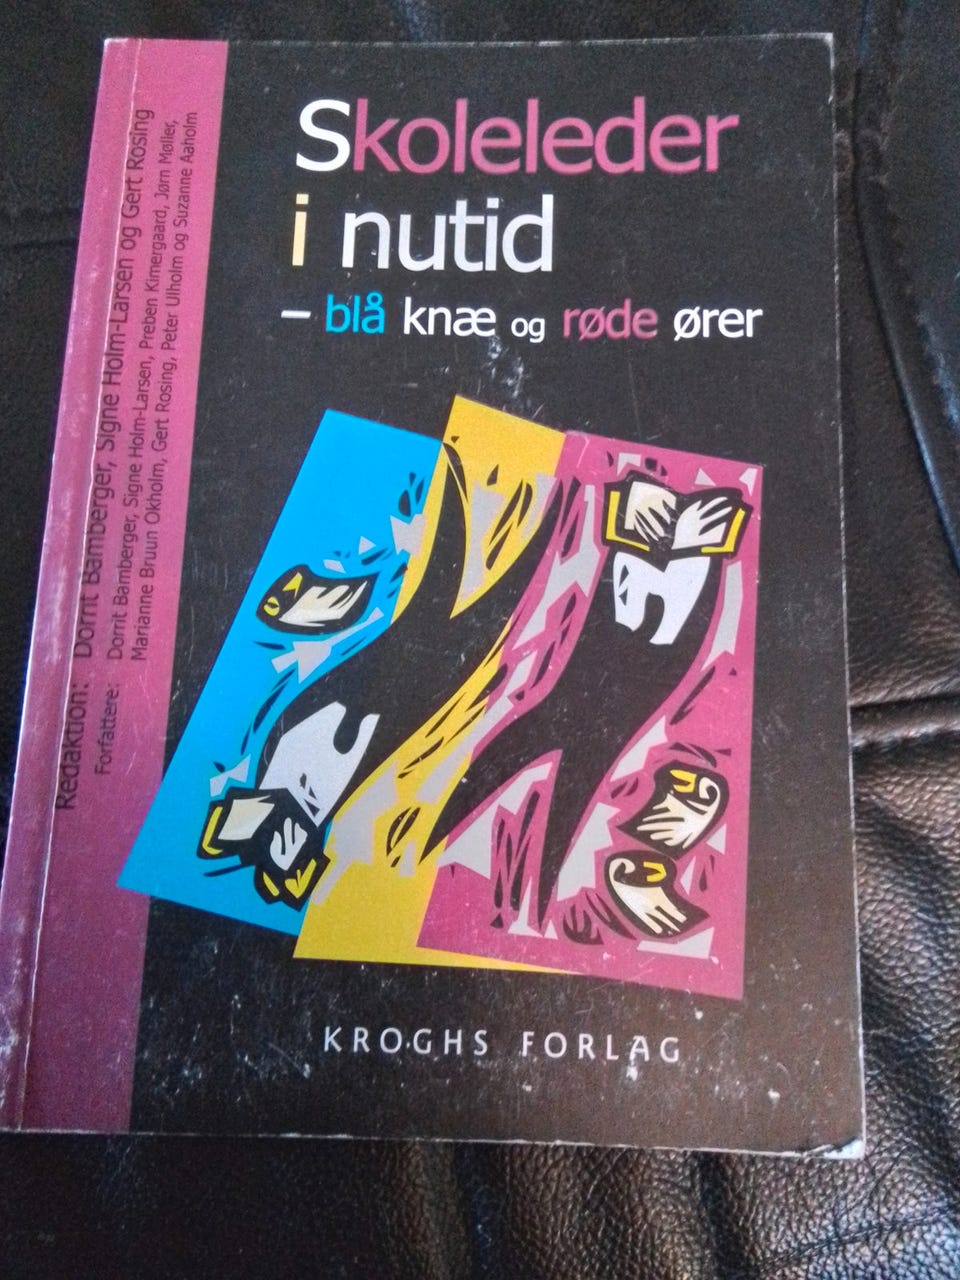 Skoleleder
i nutid
– blå knæ og røde ører
Redaktion: Dorrit Bamberger, Signe Holm-Larsen og Gert Rosing
Forfattere: Dorrit Bamberger, Signe Holm-Larsen, Preben Kimergaard, Jørn Møller,
Marianne Bruun Okholm, Gert Rosing, Peter Ulholm og Suzanne Aaholm
KROGHS FORLAG